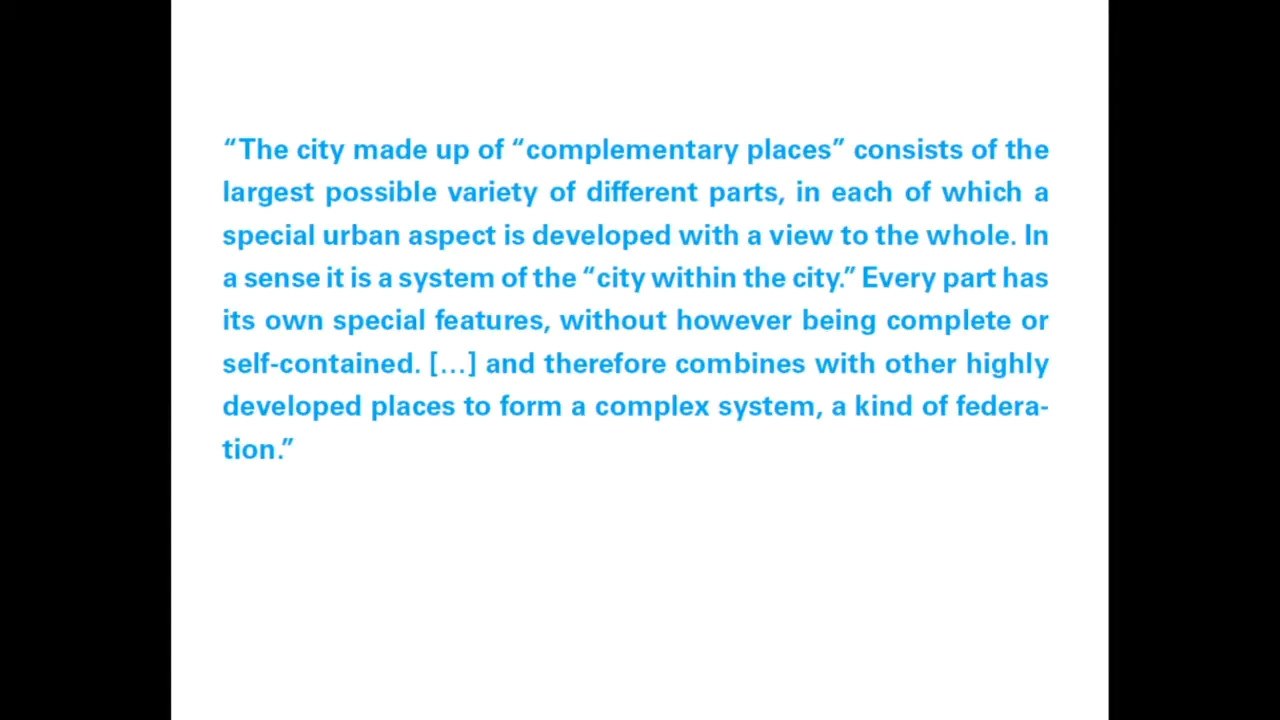 “The city made up of “complementary places” consists of the
largest possible variety of different parts, in each of which a
special urban aspect is developed with a view to the whole. In
a sense it is a system of the “city within the city.” Every part has
its own special features, without however being complete or
self-contained. […] and therefore combines with other highly
developed places to form a complex system, a kind of federa-
tion.”